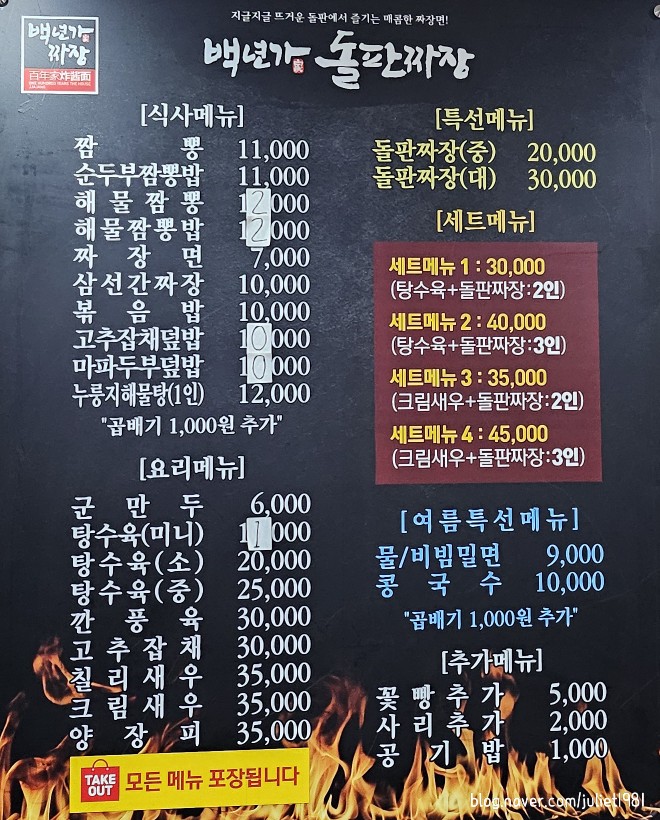 백년가
짜장
百年家炸醬面
지글지글 뜨거운 돌판에서 즐기는 매콤한 짜장면!
백년가 돌판짜장
[식사메뉴]
짬뽕 11,000
순두부짬뽕밥 11,000
해물짬뽕 12,000
해물짬뽕밥 12,000
짜장면 7,000
삼선간짜장 10,000
볶음밥 10,000
고추잡채덮밥 10,000
마파두부덮밥 10,000
누룽지해물탕(1인) 12,000
"곱배기 1,000원 추가"
[요리메뉴]
군만두 6,000
탕수육(미니) 11,000
탕수육(소) 20,000
탕수육(중) 25,000
깐풍육 30,000
고추잡채 30,000
칠리새우 35,000
크림새우 35,000
양장피 35,000
TAKE OUT 모든 메뉴 포장됩니다
[특선메뉴]
돌판짜장(중) 20,000
돌판짜장(대) 30,000
[세트메뉴]
세트메뉴 1 : 30,000
(탕수육+돌판짜장:2인)
세트메뉴 2 : 40,000
(탕수육+돌판짜장:3인)
세트메뉴 3 : 35,000
(크림새우+돌판짜장:2인)
세트메뉴 4 : 45,000
(크림새우+돌판짜장:3인)
[여름특선메뉴]
물/비빔밀면 9,000
콩국수 10,000
"곱배기 1,000원 추가"
[추가메뉴]
꽃빵추가 5,000
사리추가 2,000
공기밥 1,000
blog.naver.com/juliet1981